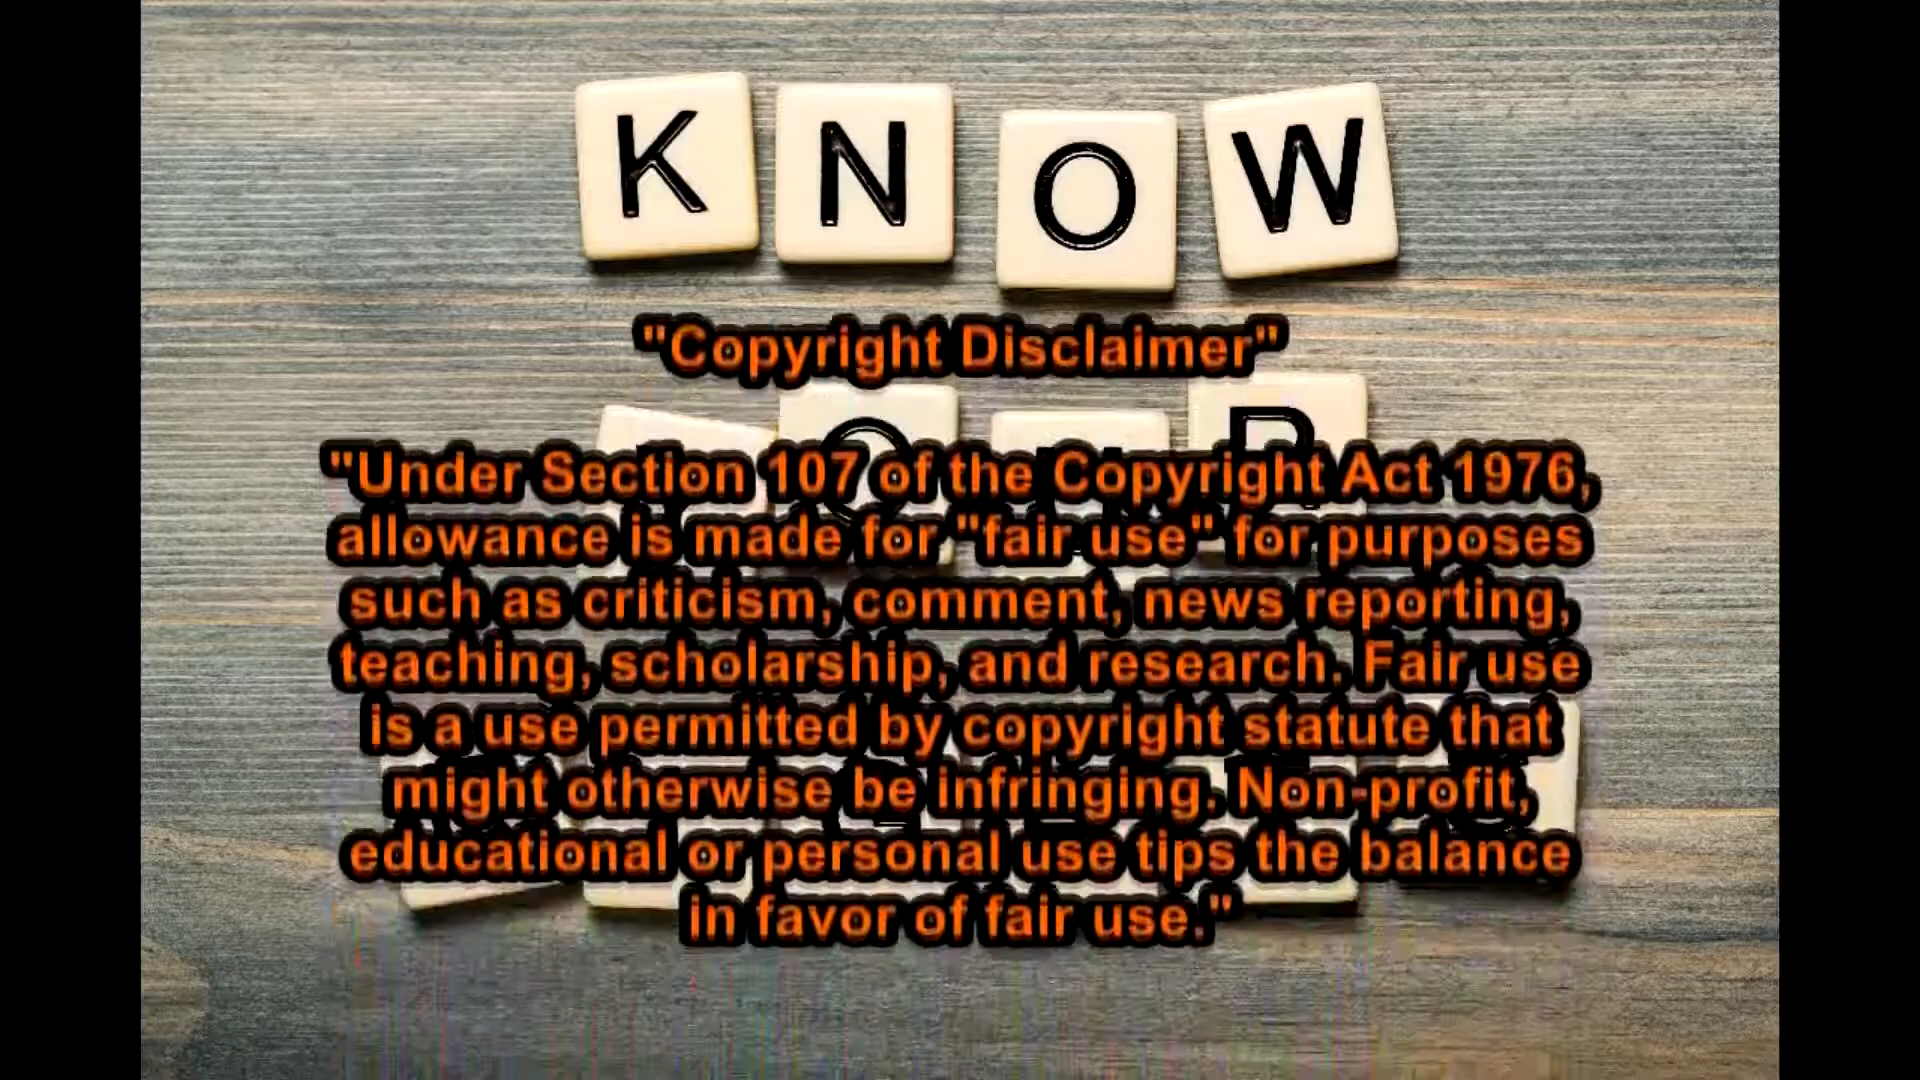 KNOW
"Copyright Disclaimer"
"Under Section 107 of the Copyright Act 1976,
allowance is made for "fair use" for purposes
such as criticism, comment, news reporting,
teaching, scholarship, and research. Fair use
is a use permitted by copyright statute that
might otherwise be infringing. Non-profit,
educational or personal use tips the balance
in favor of fair use."